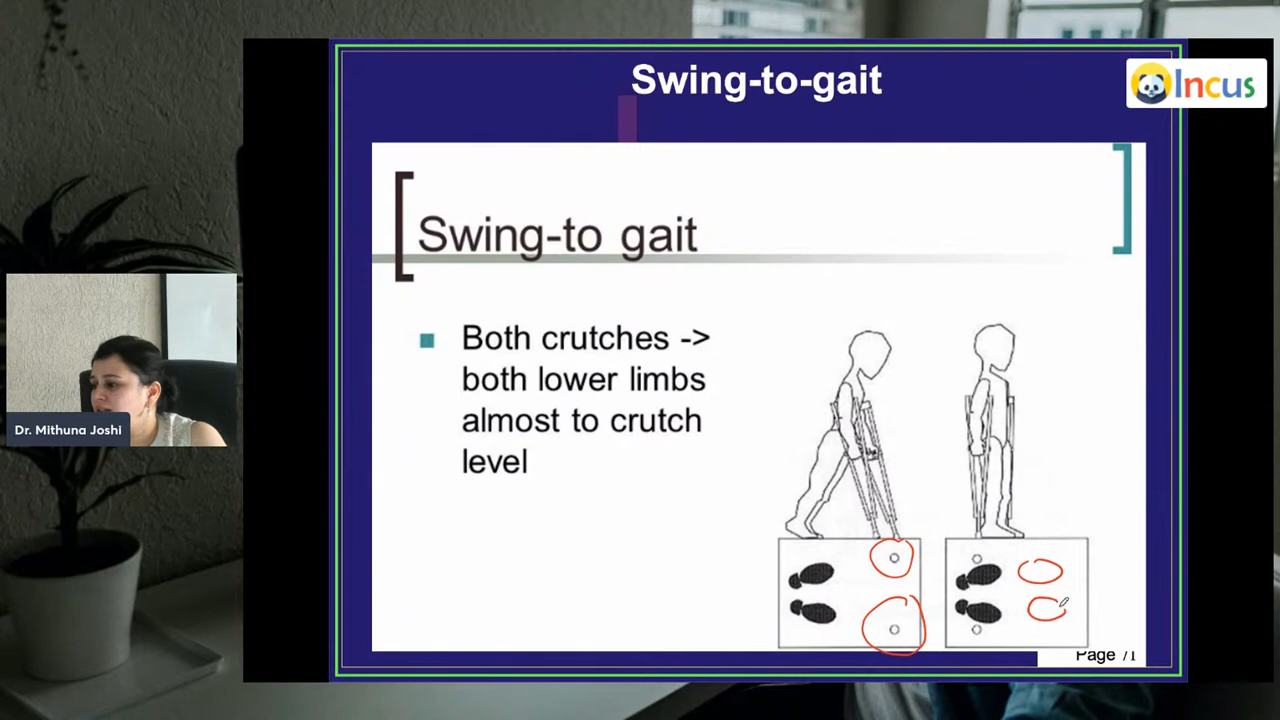 Swing-to-gait
Incus
Swing-to gait
Both crutches ->
both lower limbs
almost to crutch
level
Dr. Mithuna Joshi
Page 71